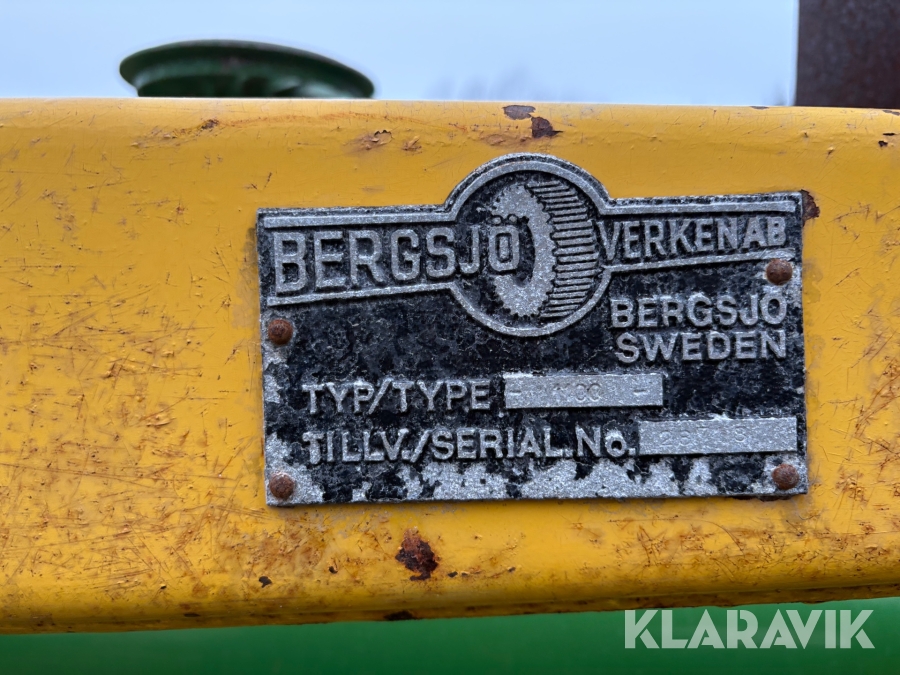 BERGSJÖ VERKEN AB
BERGSJÖ
SWEDEN
TYP/TYPE
TILLV./SERIAL.No.
KLARAVIK